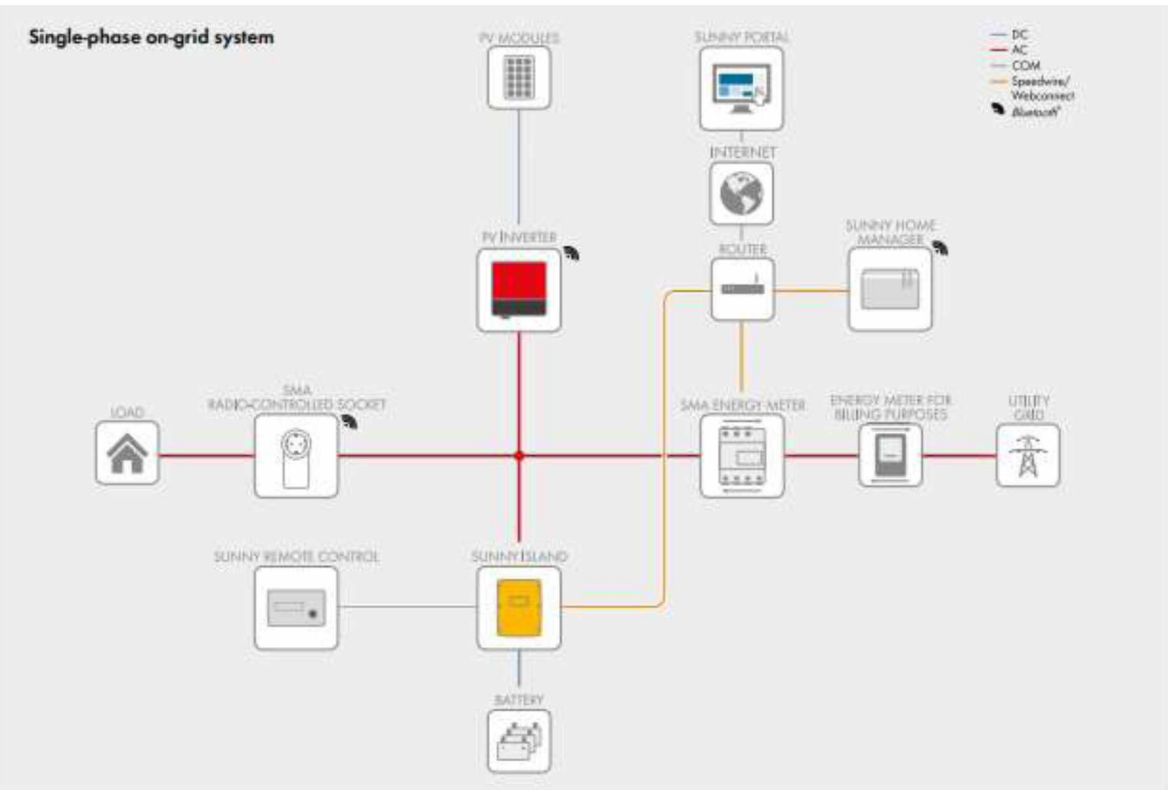 Single-phase on-grid system
PV MODULES
SUNNY PORTAL
DC
AC
COM
Speedwire/
Webconnect
Bluetooth®
INTERNET
PV INVERTER
ROUTER
SUNNY HOME
MANAGER
LOAD
SMA
RADIO-CONTROLLED SOCKET
SMA ENERGY METER
ENERGY METER FOR
BILLING PURPOSES
UTILITY
GRID
SUNNY REMOTE CONTROL
SUNNY ISLAND
BATTERY